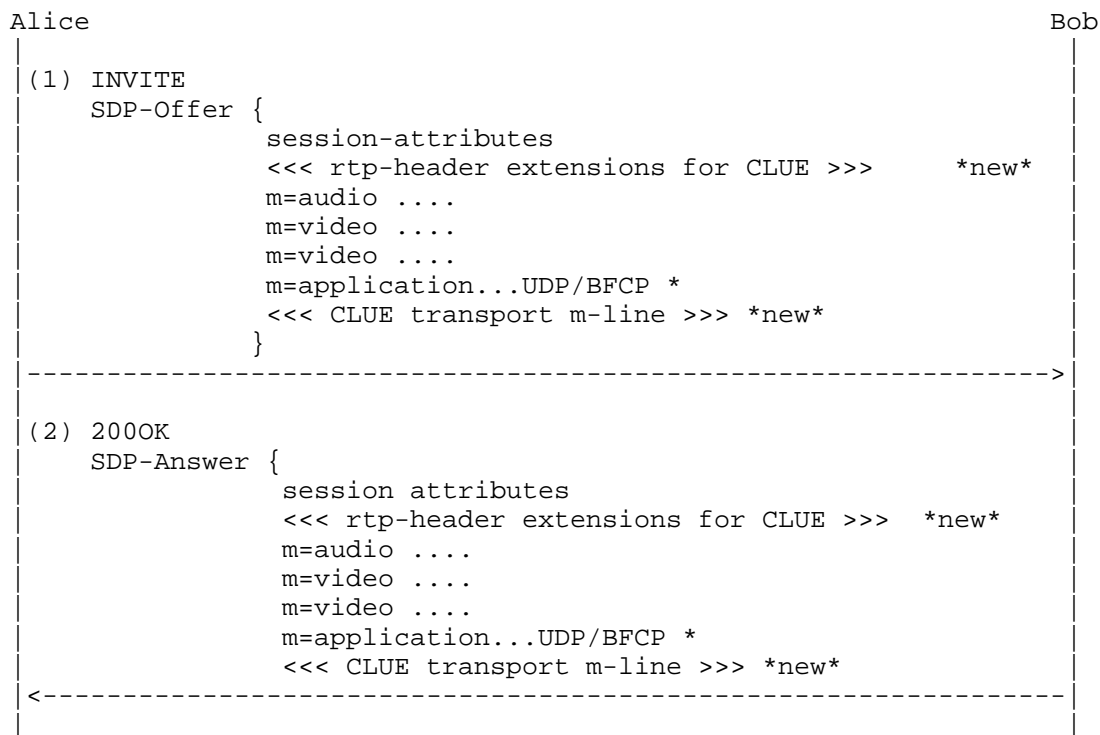 Alice Bob
(1) INVITE
SDP-Offer {
session-attributes
<<< rtp-header extensions for CLUE >>> *new*
m=audio ....
m=video ....
m=video ....
m=application...UDP/BFCP *
<<< CLUE transport m-line >>> *new*
}
(2) 200OK
SDP-Answer {
session attributes
<<< rtp-header extensions for CLUE >>> *new*
m=audio ....
m=video ....
m=video ....
m=application...UDP/BFCP *
<<< CLUE transport m-line >>> *new*